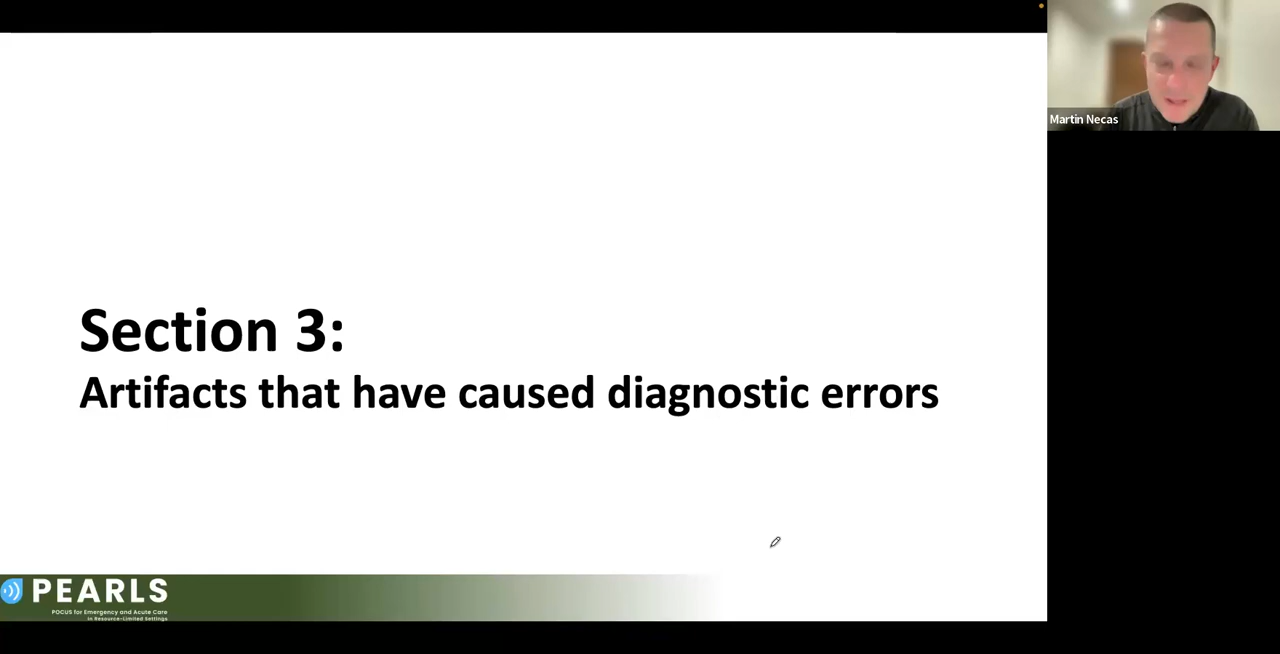 Martin Necas
Section 3:
Artifacts that have caused diagnostic errors
PEARLS
POCUS for Emergency and Acute Care
in Resource-Limited Settings